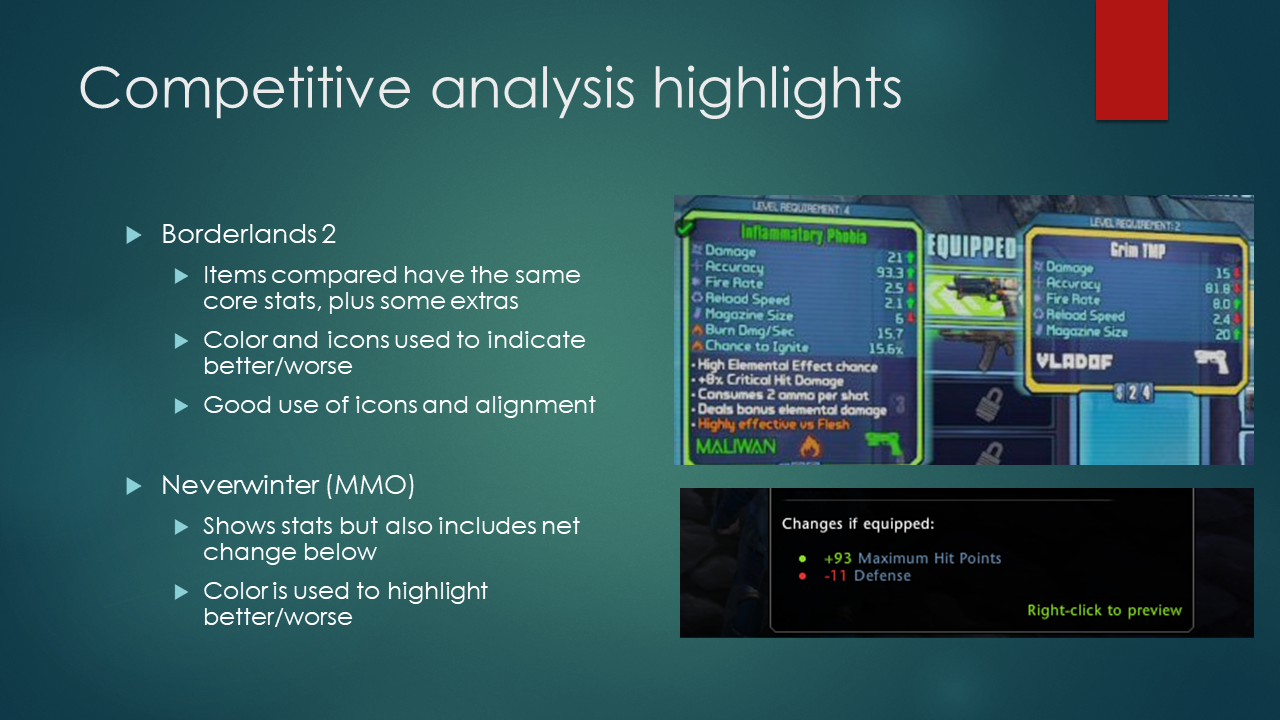 Competitive analysis highlights
Borderlands 2
Items compared have the same
core stats, plus some extras
Color and icons used to indicate
better/worse
Good use of icons and alignment
Neverwinter (MMO)
Shows stats but also includes net
change below
Color is used to highlight
better/worse
LEVEL REQUIREMENT: 4
Inflammatory Phobia
Damage 21
Accuracy 93.3
Fire Rate 2.5
Reload Speed 2.1
Magazine Size 6
Burn Dmg/Sec 15.7
Chance to Ignite 15.6%
• High Elemental Effect chance
• +8% Critical Hit Damage
• Consumes 2 ammo per shot
• Deals bonus elemental damage
• Highly effective vs Flesh
MALIWAN
EQUIPPED
3
LEVEL REQUIREMENT: 2
Grim TMP
Damage 15
Accuracy 81.8
Fire Rate 8.0
Reload Speed 2.4
Magazine Size 20
VLADOF
$24
Changes if equipped:
+93 Maximum Hit Points
-11 Defense
Right-click to preview